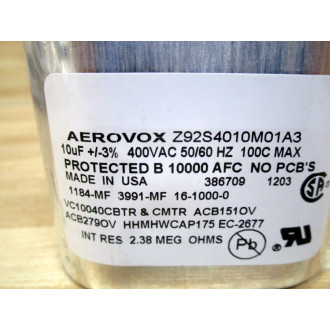 AEROVOX Z92S4010M01A3
10uF +/-3% 400VAC 50/60 HZ 100C MAX
PROTECTED B 10000 AFC NO PCB'S
MADE IN USA 386709 1203
1184-MF 3991-MF 16-1000-0
VC10040CBTR & CMTR ACB151OV
ACB279OV HHMHWCAP175 EC-2677
INT RES 2.38 MEG OHMS Pb